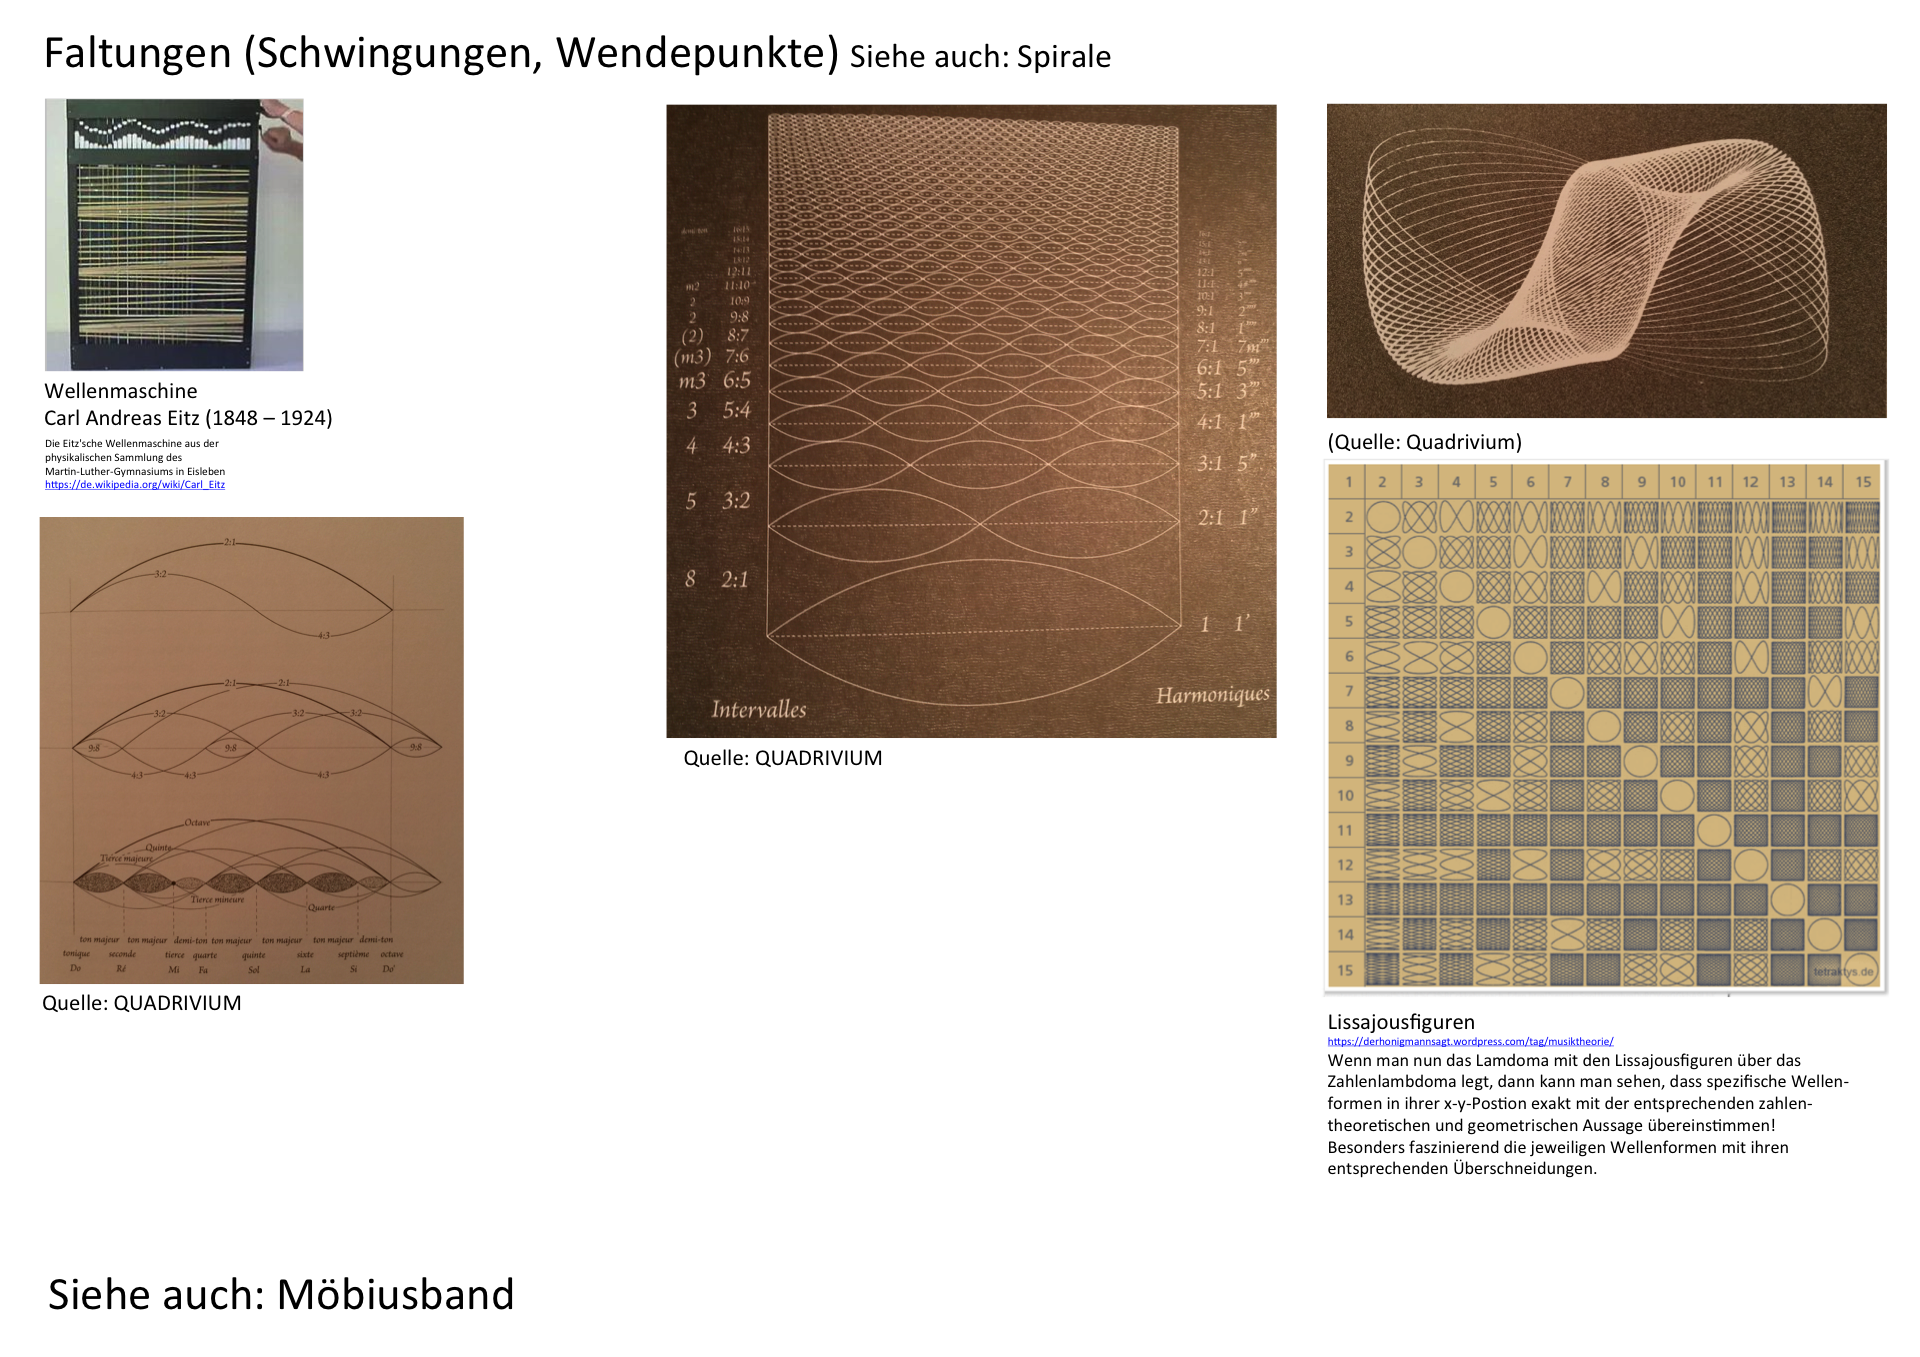 Faltungen (Schwingungen, Wendepunkte) Siehe auch: Spirale
Wellenmaschine
Carl Andreas Eitz (1848 – 1924)
Die Eitz'sche Wellenmaschine aus der
physikalischen Sammlung des
Martin-Luther-Gymnasiums in Eisleben
https://de.wikipedia.org/wiki/Carl_Eitz
2:1
3:2
4:3
2:1 2:1
3:2 3:2 3:2
9:8 9:8 9:8
4:3 4:3 4:3
Octave
Quinte
Tierce majeure
Tierce mineure
Quarte
ton majeur ton majeur demi-ton ton majeur ton majeur ton majeur demi-ton
tonique seconde tierce quarte quinte sixte septième octave
Do Ré Mi Fa Sol La Si Do'
Quelle: QUADRIVIUM
12:11 12:1
m2 11:10 11:1
2 10:9 10:1
2 9:8 9:1
(2) 8:7 8:1
(m3) 7:6 7:1
m3 6:5 6:1
5:1
3 5:4 4:1
4 4:3 3:1
5 3:2 2:1 1”
8 2:1
1 1’
Intervalles Harmoniques
Quelle: QUADRIVIUM
(Quelle: Quadrivium)
1 2 3 4 5 6 7 8 9 10 11 12 13 14 15
2
3
4
5
6
7
8
9
10
11
12
13
14
15 tetraktys.de
Lissajousfiguren
https://derhonigmannsagt.wordpress.com/tag/musiktheorie/
Wenn man nun das Lamdoma mit den Lissajousfiguren über das
Zahlenlambdoma legt, dann kann man sehen, dass spezifische Wellen-
formen in ihrer x-y-Postion exakt mit der entsprechenden zahlen-
theoretischen und geometrischen Aussage übereinstimmen!
Besonders faszinierend die jeweiligen Wellenformen mit ihren
entsprechenden Überschneidungen.
Siehe auch: Möbiusband